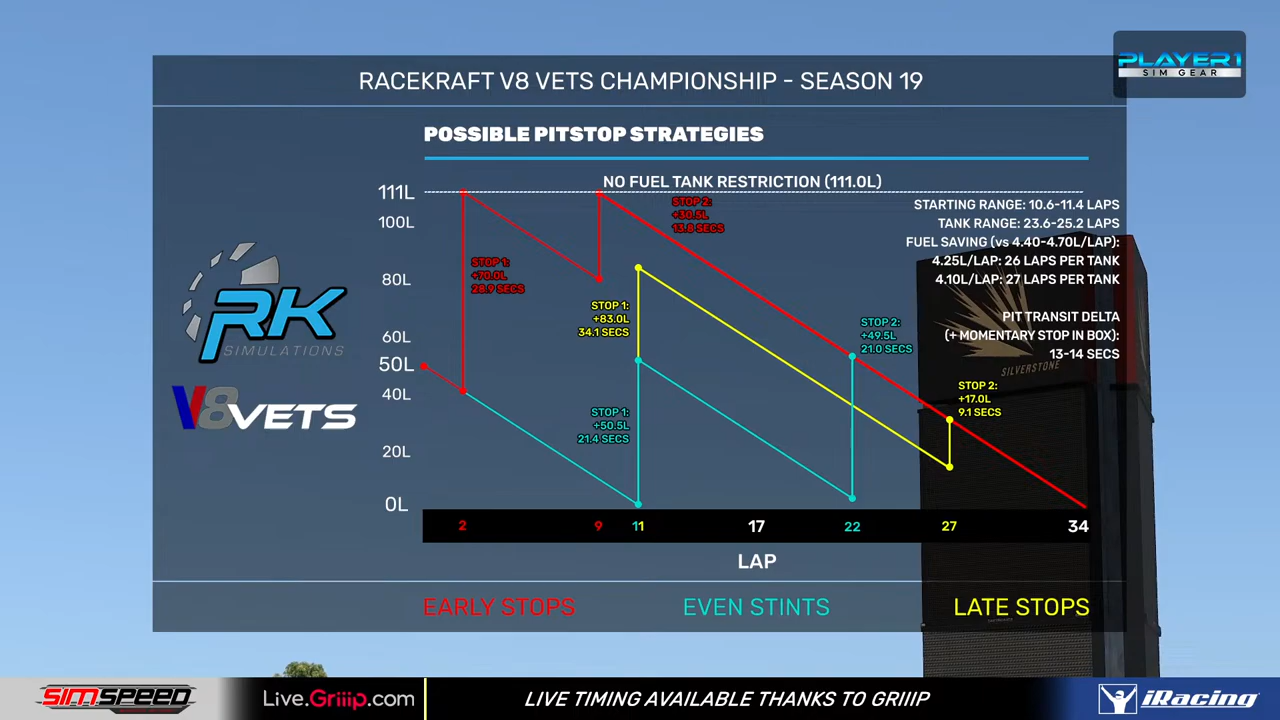 PLAYER1
SIM GEAR
RACEKRAFT V8 VETS CHAMPIONSHIP - SEASON 19
POSSIBLE PITSTOP STRATEGIES
NO FUEL TANK RESTRICTION (111.0L)
111L
100L
80L
60L
50L
40L
20L
0L
STOP 1:
+70.0L
28.9 SECS
STOP 2:
+30.5L
13.8 SECS
STOP 1:
+83.0L
34.1 SECS
STOP 1:
+50.5L
21.4 SECS
STOP 2:
+49.5L
21.0 SECS
STOP 2:
+17.0L
9.1 SECS
STARTING RANGE: 10.6-11.4 LAPS
TANK RANGE: 23.6-25.2 LAPS
FUEL SAVING (vs 4.40-4.70L/LAP):
4.25L/LAP: 26 LAPS PER TANK
4.10L/LAP: 27 LAPS PER TANK
PIT TRANSIT DELTA
(+ MOMENTARY STOP IN BOX):
13-14 SECS
SILVERSTONE
RK
SIMULATIONS
V8VETS
2 9 11 17 22 27 34
LAP
EARLY STOPS EVEN STINTS LATE STOPS
SIMSPEED
Live.Griiip.com
LIVE TIMING AVAILABLE THANKS TO GRIIIP
iRacing